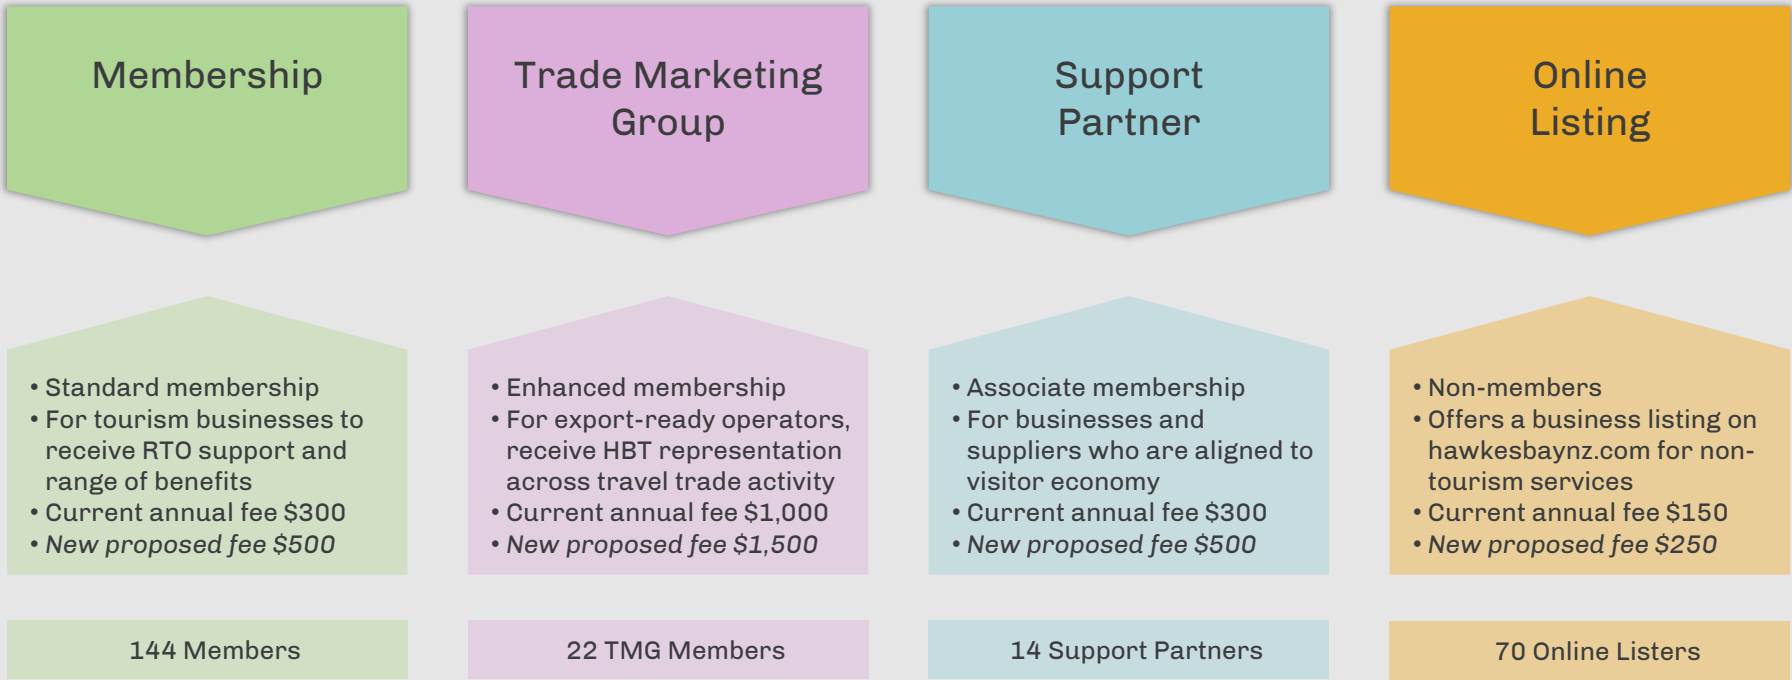 Membership
Trade Marketing
Group
Support
Partner
Online
Listing
• Standard membership
• For tourism businesses to
receive RTO support and
range of benefits
• Current annual fee $300
• New proposed fee $500
• Enhanced membership
• For export-ready operators,
receive HBT representation
across travel trade activity
• Current annual fee $1,000
• New proposed fee $1,500
• Associate membership
• For businesses and
suppliers who are aligned to
visitor economy
• Current annual fee $300
• New proposed fee $500
• Non-members
• Offers a business listing on
hawkesbaynz.com for non-
tourism services
• Current annual fee $150
• New proposed fee $250
144 Members
22 TMG Members
14 Support Partners
70 Online Listers